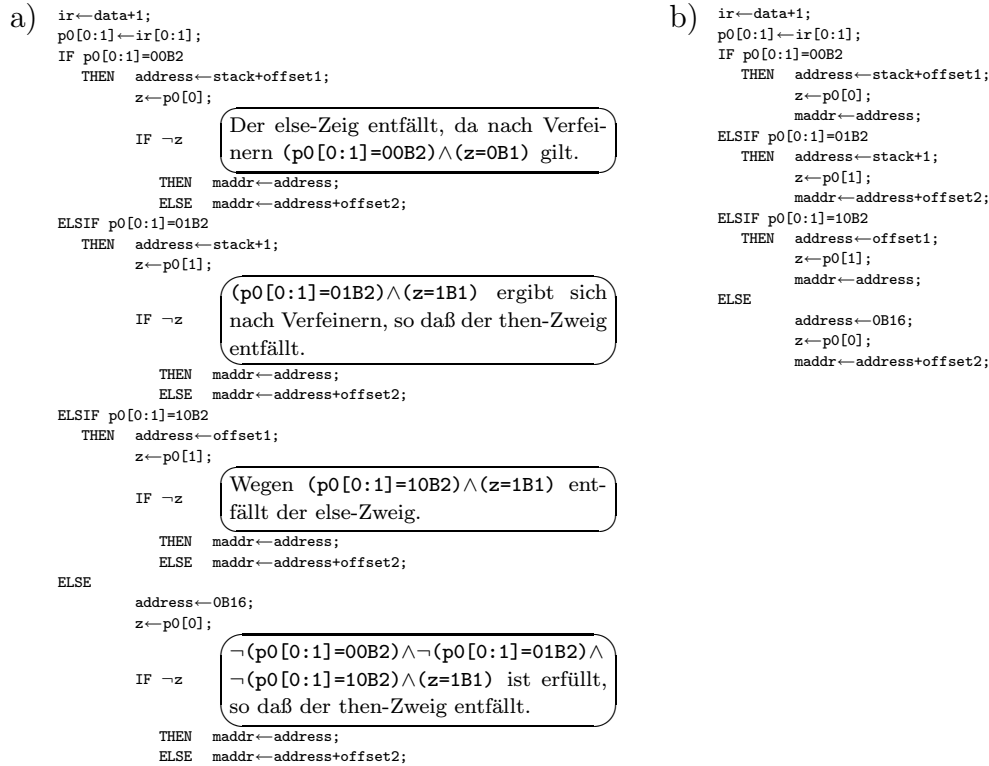 a)
ir←data+1;
p0[0:1]←ir[0:1];
IF p0[0:1]=00B2
THEN address←stack+offset1;
z←p0[0];
IF ¬z
Der else-Zeig entfällt, da nach Verfei-
nern (p0[0:1]=00B2)∧(z=0B1) gilt.
THEN maddr←address;
ELSE maddr←address+offset2;
ELSIF p0[0:1]=01B2
THEN address←stack+1;
z←p0[1];
IF ¬z
(p0[0:1]=01B2)∧(z=1B1) ergibt sich
nach Verfeinern, so daß der then-Zweig
entfällt.
THEN maddr←address;
ELSE maddr←address+offset2;
ELSIF p0[0:1]=10B2
THEN address←offset1;
z←p0[1];
IF ¬z
Wegen (p0[0:1]=10B2)∧(z=1B1) ent-
fällt der else-Zweig.
THEN maddr←address;
ELSE maddr←address+offset2;
ELSE
address←0B16;
z←p0[0];
IF ¬z
¬(p0[0:1]=00B2)∧¬(p0[0:1]=01B2)∧
¬(p0[0:1]=10B2)∧(z=1B1) ist erfüllt,
so daß der then-Zweig entfällt.
THEN maddr←address;
ELSE maddr←address+offset2;
b)
ir←data+1;
p0[0:1]←ir[0:1];
IF p0[0:1]=00B2
THEN address←stack+offset1;
z←p0[0];
maddr←address;
ELSIF p0[0:1]=01B2
THEN address←stack+1;
z←p0[1];
maddr←address+offset2;
ELSIF p0[0:1]=10B2
THEN address←offset1;
z←p0[1];
maddr←address;
ELSE
address←0B16;
z←p0[0];
maddr←address+offset2;